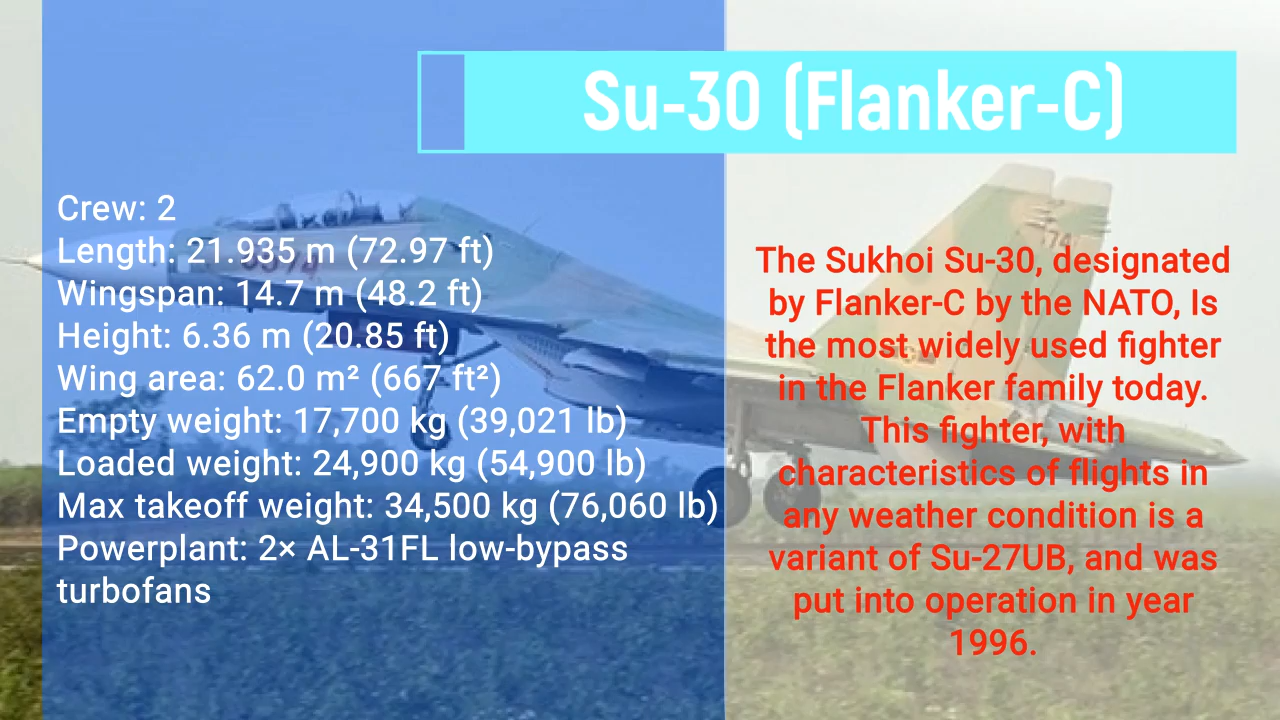 Su-30 (Flanker-C)
Crew: 2
Length: 21.935 m (72.97 ft)
Wingspan: 14.7 m (48.2 ft)
Height: 6.36 m (20.85 ft)
Wing area: 62.0 m² (667 ft²)
Empty weight: 17,700 kg (39,021 lb)
Loaded weight: 24,900 kg (54,900 lb)
Max takeoff weight: 34,500 kg (76,060 lb)
Powerplant: 2× AL-31FL low-bypass
turbofans
The Sukhoi Su-30, designated
by Flanker-C by the NATO, Is
the most widely used fighter
in the Flanker family today.
This fighter, with
characteristics of flights in
any weather condition is a
variant of Su-27UB, and was
put into operation in year
1996.